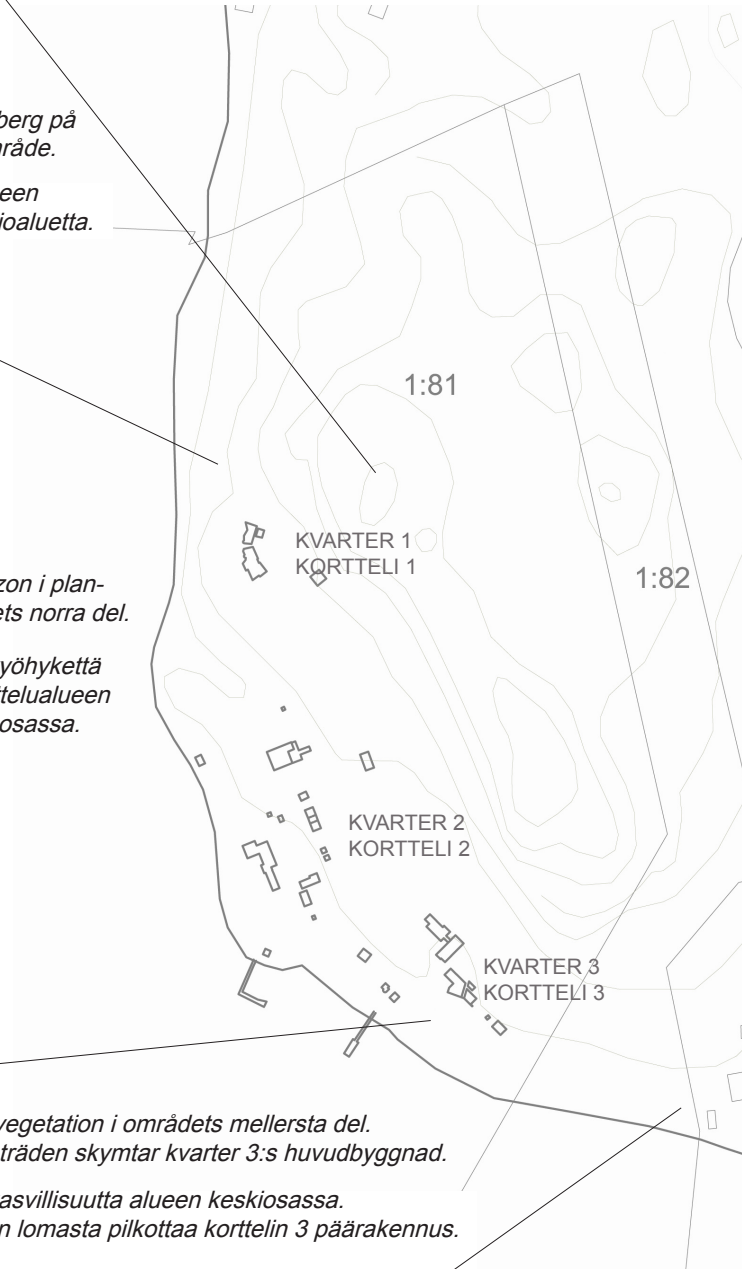 berg på
råde.
een
ioaluetta.
1:81
KVARTER 1
KORTTELI 1
1:82
zon i plan-
ets norra del.
yöhykettä
ttelualueen
osassa.
KVARTER 2
KORTTELI 2
KVARTER 3
KORTTELI 3
vegetation i områdets mellersta del.
träden skymtar kvarter 3:s huvudbyggnad.
asvillisuutta alueen keskiosassa.
n lomasta pilkottaa korttelin 3 päärakennus.